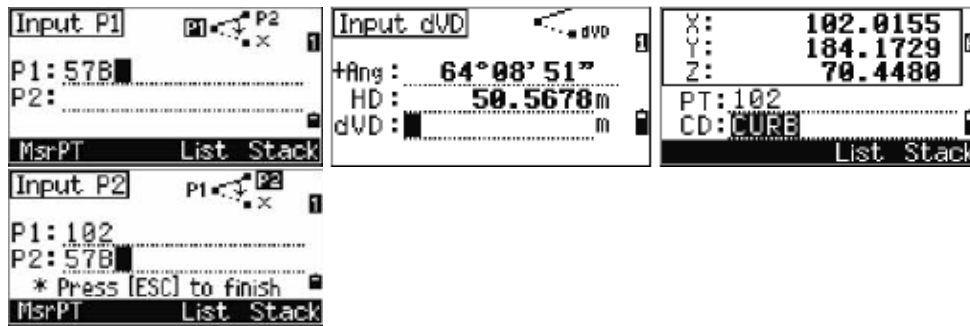 Input P1 P1 P2 X 1
P1: 57B
P2:
MsrPT List Stack
Input dVD dVD 1
+Ang: 64°08'51"
HD: 50.5678m
dVD: m
X: 102.0155
Y: 184.1729
Z: 70.4480
PT: 102
CD: CURB
List Stack
Input P2 P1 P2 X 1
P1: 102
P2: 57B
* Press [ESC] to finish
MsrPT List Stack